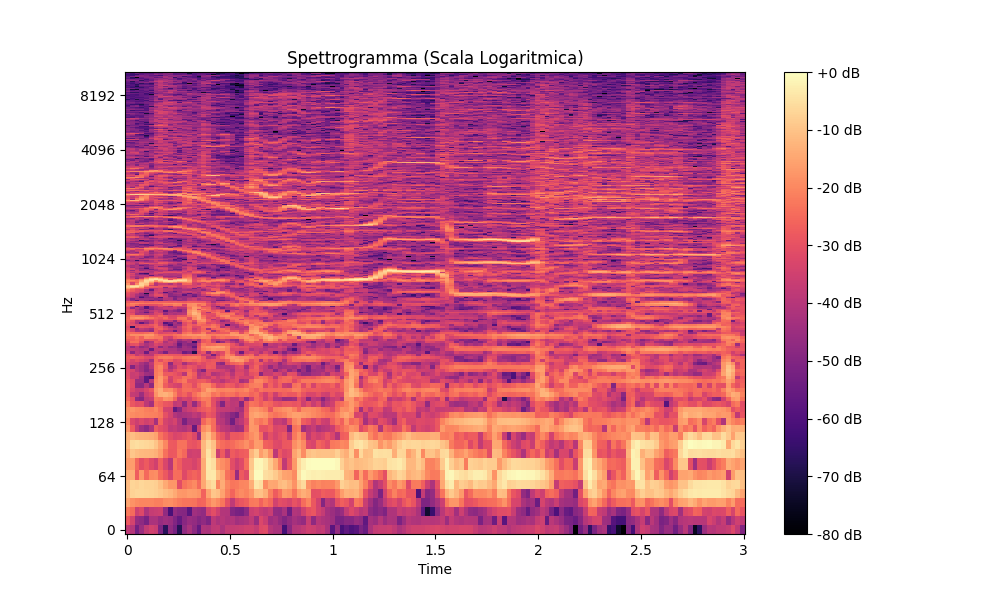 Spettrogramma (Scala Logaritmica)
Hz
8192
4096
2048
1024
512
256
128
64
0
0
0.5
1
1.5
2
2.5
3
Time
+0 dB
-10 dB
-20 dB
-30 dB
-40 dB
-50 dB
-60 dB
-70 dB
-80 dB